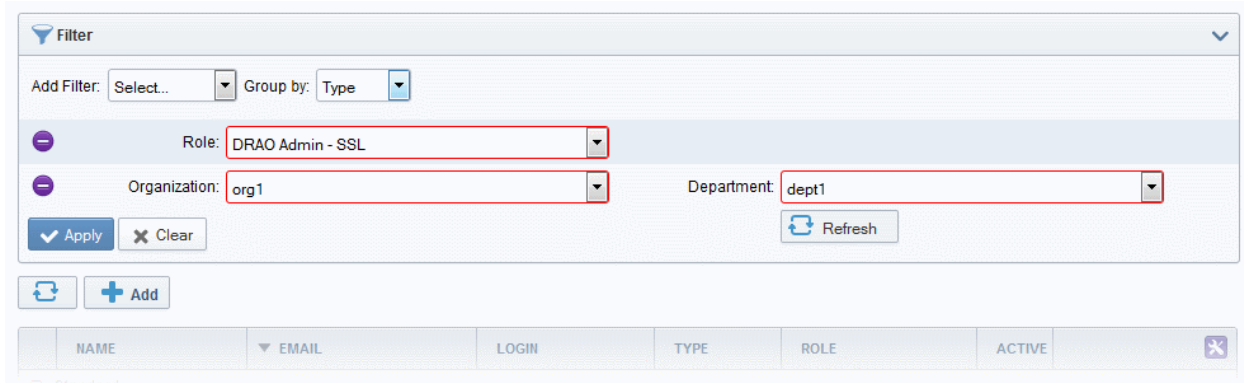 Filter
Add Filter: Select... Group by: Type
Role: DRAO Admin - SSL
Organization: org1 Department: dept1
Apply Clear Refresh
Add
NAME EMAIL LOGIN TYPE ROLE ACTIVE